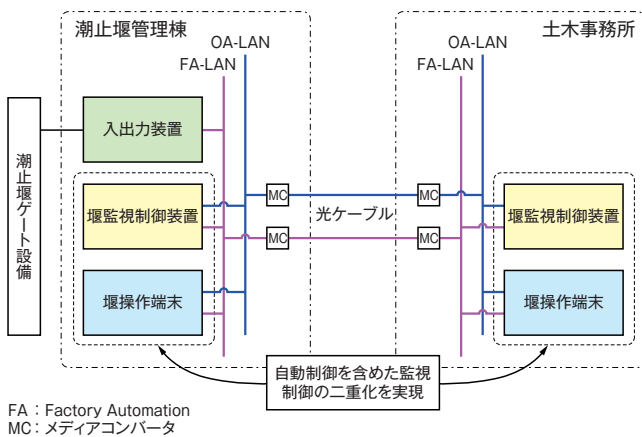 潮止堰管理棟
OA-LAN
FA-LAN
土木事務所
OA-LAN
FA-LAN
入出力装置
潮止堰ゲート設備
MC
MC
光ケーブル
堰監視制御装置
堰監視制御装置
MC
MC
堰操作端末
堰操作端末
自動制御を含めた監視
制御の二重化を実現
FA：Factory Automation
MC：メディアコンバータ